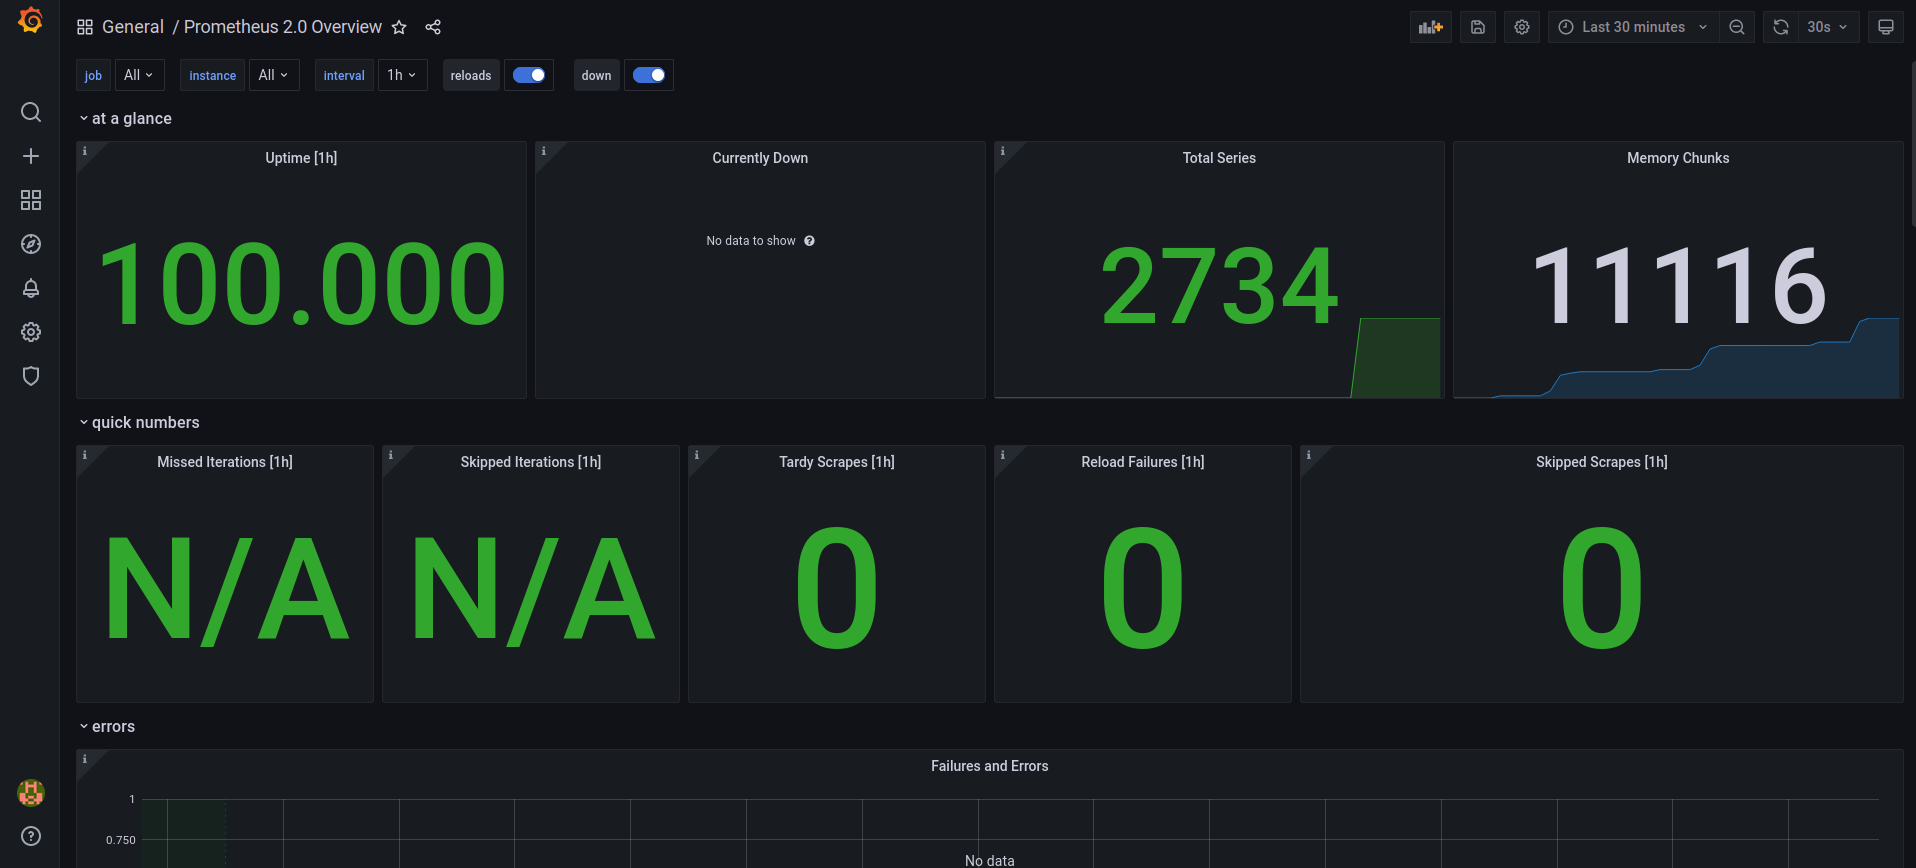 General / Prometheus 2.0 Overview
Last 30 minutes
30s
job
All
instance
All
interval
1h
reloads
down
at a glance
i
Uptime [1h]
100.000
i
Currently Down
No data to show ?
i
Total Series
2734
Memory Chunks
11116
quick numbers
i
Missed Iterations [1h]
N/A
i
Skipped Iterations [1h]
N/A
i
Tardy Scrapes [1h]
0
i
Reload Failures [1h]
0
i
Skipped Scrapes [1h]
0
errors
i
Failures and Errors
1
0.750
No data
?